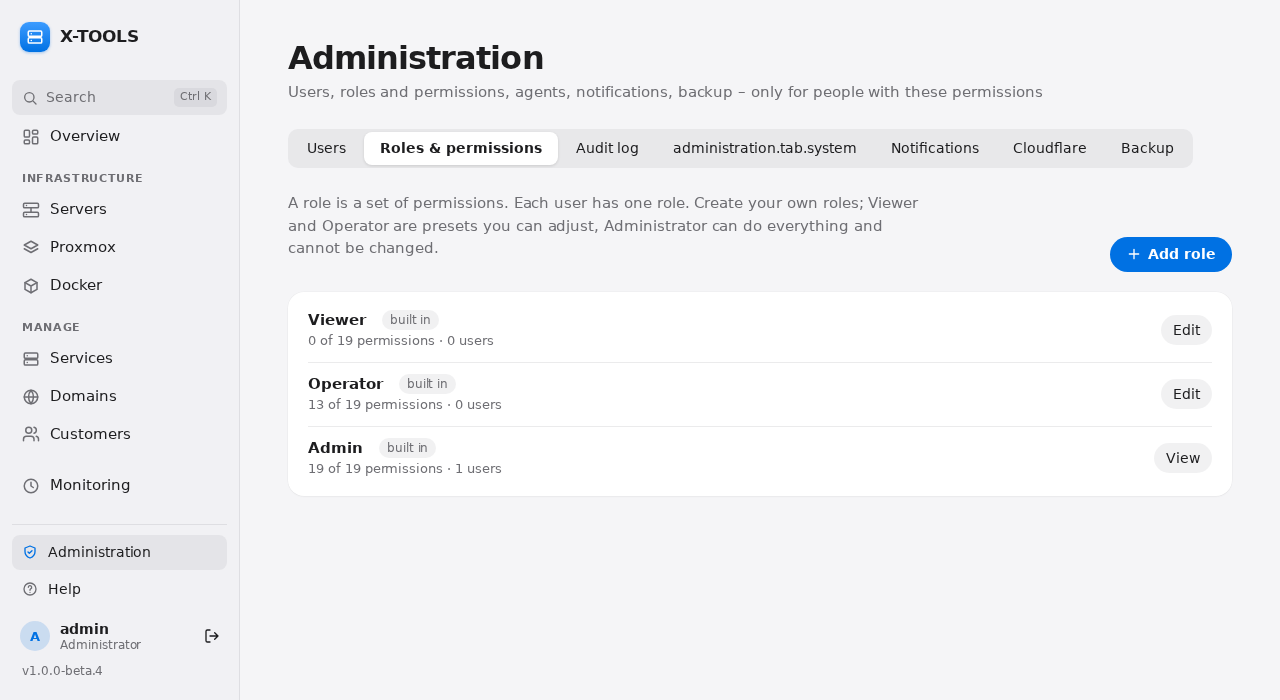 X-TOOLS
Search
Ctrl K
Overview
INFRASTRUCTURE
Servers
Proxmox
Docker
MANAGE
Services
Domains
Customers
Monitoring
Administration
Help
A
admin
Administrator
v1.0.0-beta.4
Administration
Users, roles and permissions, agents, notifications, backup – only for people with these permissions
Users
Roles & permissions
Audit log
administration.tab.system
Notifications
Cloudflare
Backup
A role is a set of permissions. Each user has one role. Create your own roles; Viewer
and Operator are presets you can adjust, Administrator can do everything and
cannot be changed.
Add role
Viewer built in
0 of 19 permissions · 0 users
Edit
Operator built in
13 of 19 permissions · 0 users
Edit
Admin built in
19 of 19 permissions · 1 users
View